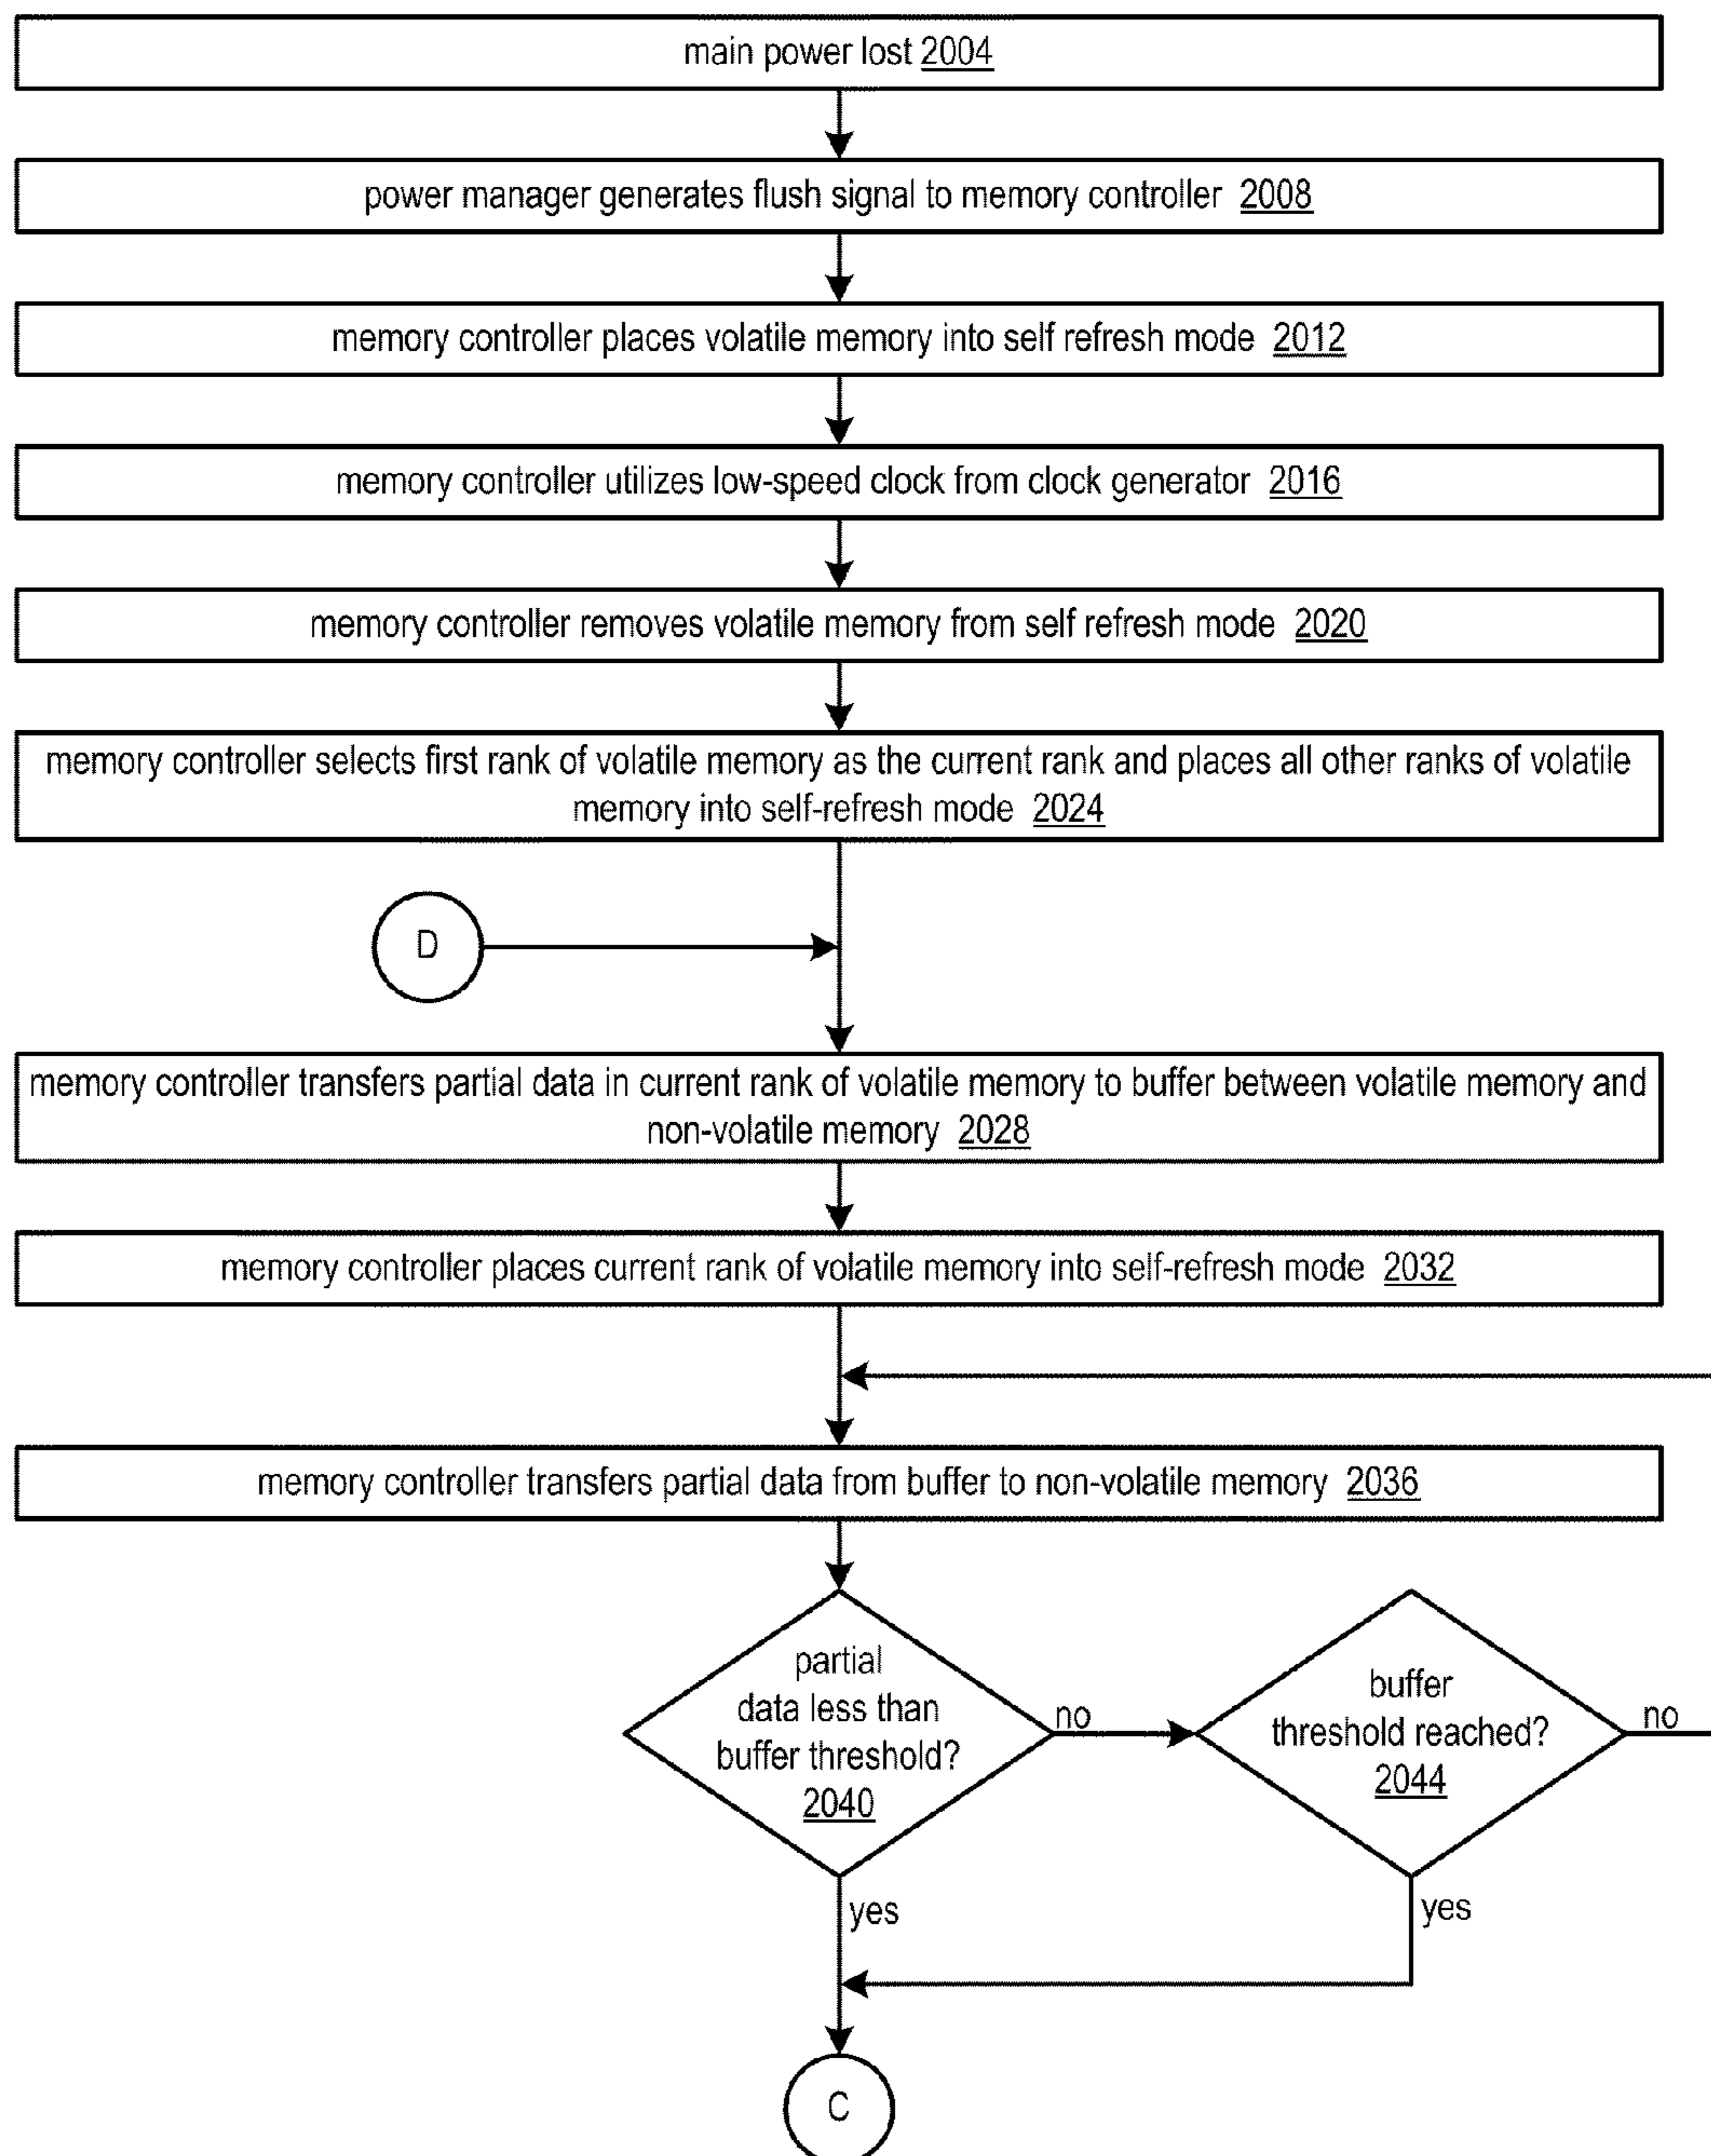 main power lost 2004
power manager generates flush signal to memory controller 2008
memory controller places volatile memory into self refresh mode 2012
memory controller utilizes low-speed clock from clock generator 2016
memory controller removes volatile memory from self refresh mode 2020
memory controller selects first rank of volatile memory as the current rank and places all other ranks of volatile
memory into self-refresh mode 2024
D
memory controller transfers partial data in current rank of volatile memory to buffer between volatile memory and
non-volatile memory 2028
memory controller places current rank of volatile memory into self-refresh mode 2032
memory controller transfers partial data from buffer to non-volatile memory 2036
partial
data less than
buffer threshold?
2040
no
buffer
threshold reached?
2044
no
yes
yes
C